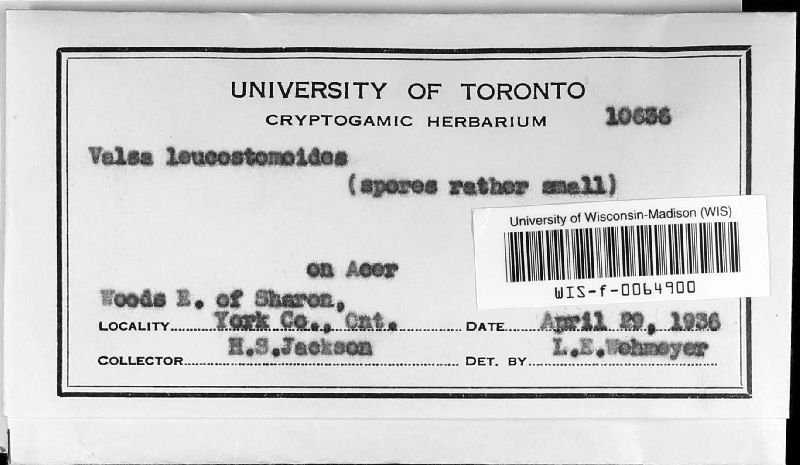 UNIVERSITY OF TORONTO
CRYPTOGAMIC HERBARIUM 10636
Valsa leucostomoides
(spores rather small)
University of Wisconsin-Madison (WIS)
WIS-f-0064900
on Acer
Woods E. of Sharon,
LOCALITY York Co., Ont. DATE April 29, 1936
COLLECTOR H.S.Jackson DET. BY L.E.Wehmeyer